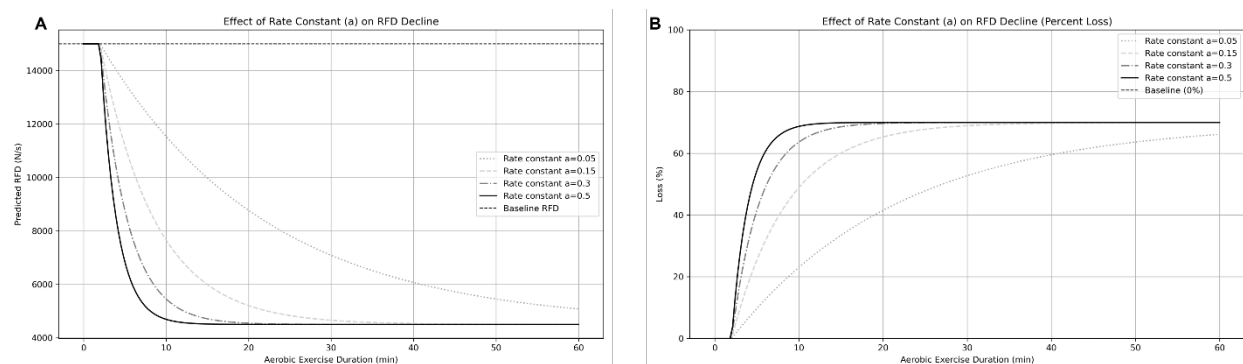 A
Effect of Rate Constant (a) on RFD Decline
Predicted RFD (N/s)
14000
12000
10000
8000
6000
4000
Rate constant a=0.05
Rate constant a=0.15
Rate constant a=0.3
Rate constant a=0.5
Baseline RFD
0
10
20
30
40
50
60
Aerobic Exercise Duration (min)
B
Effect of Rate Constant (a) on RFD Decline (Percent Loss)
Loss (%)
100
80
60
40
20
0
Rate constant a=0.05
Rate constant a=0.15
Rate constant a=0.3
Rate constant a=0.5
Baseline (0%)
0
10
20
30
40
50
60
Aerobic Exercise Duration (min)